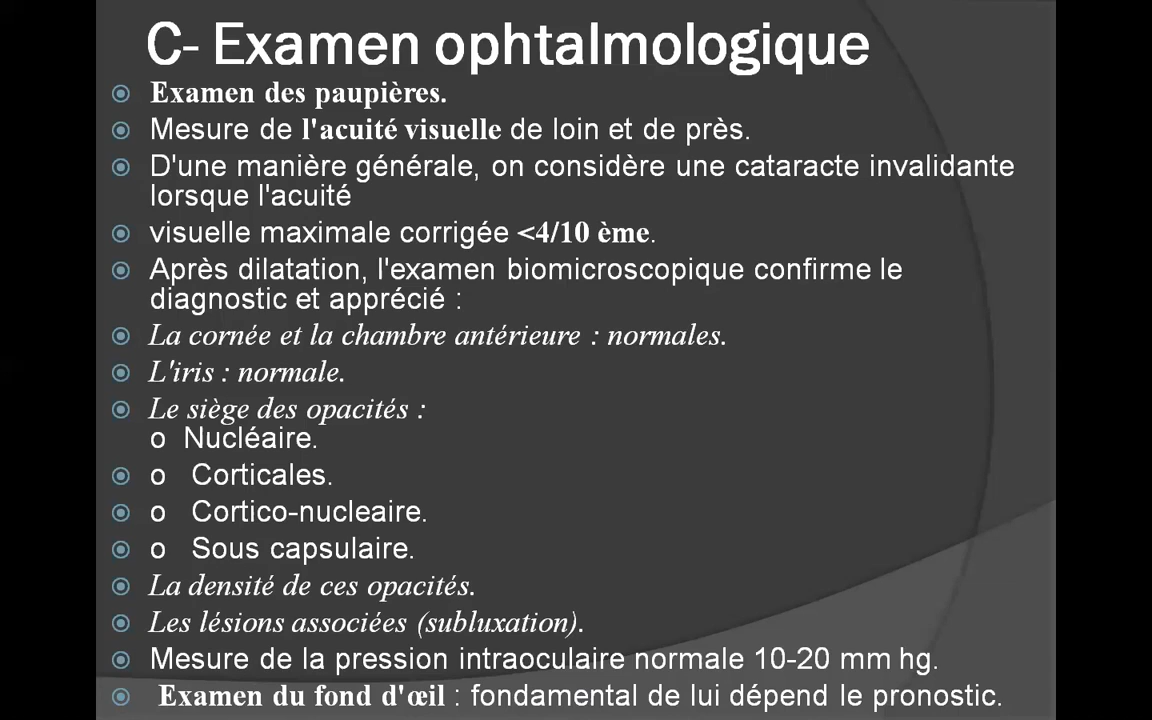 C- Examen ophtalmologique
Examen des paupières.
Mesure de l'acuité visuelle de loin et de près.
D'une manière générale, on considère une cataracte invalidante
lorsque l'acuité
visuelle maximale corrigée <4/10 ème.
Après dilatation, l'examen biomicroscopique confirme le
diagnostic et apprécié :
La cornée et la chambre antérieure : normales.
L'iris : normale.
Le siège des opacités :
o Nucléaire.
o Corticales.
o Cortico-nucleaire.
o Sous capsulaire.
La densité de ces opacités.
Les lésions associées (subluxation).
Mesure de la pression intraoculaire normale 10-20 mm hg.
Examen du fond d'œil : fondamental de lui dépend le pronostic.